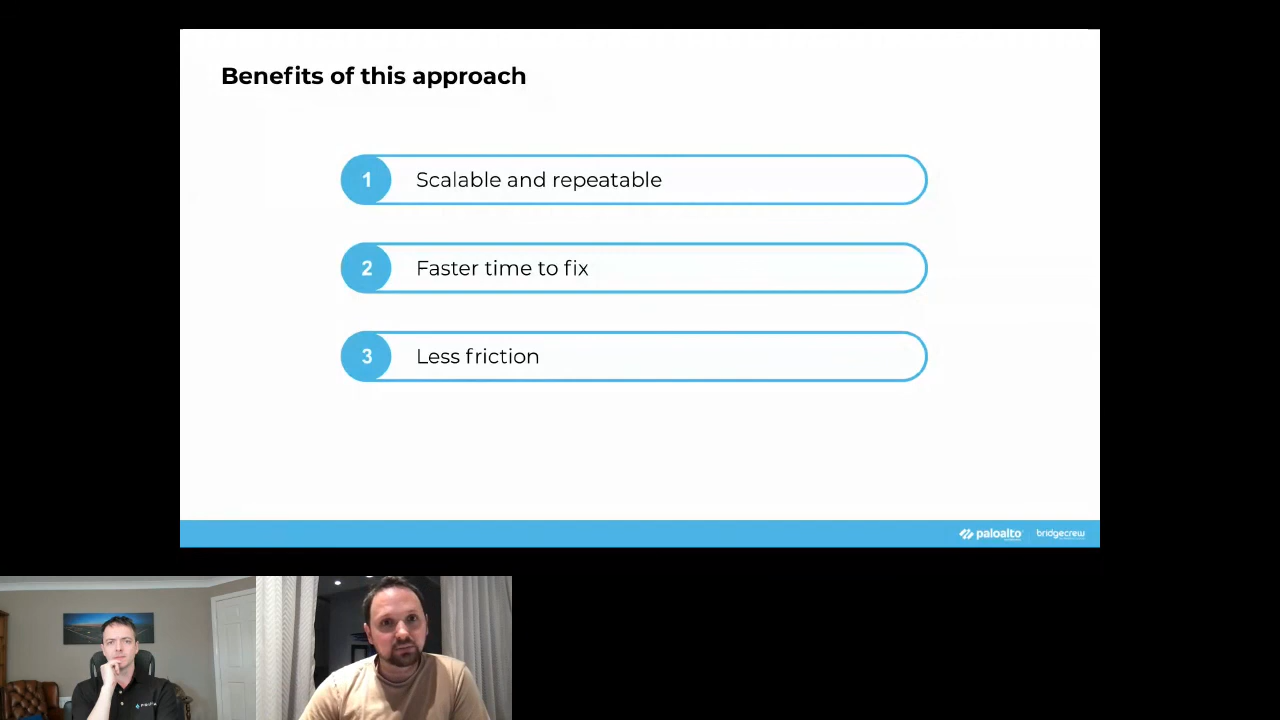 Benefits of this approach
1 Scalable and repeatable
2 Faster time to fix
3 Less friction
paloalto bridgecrew